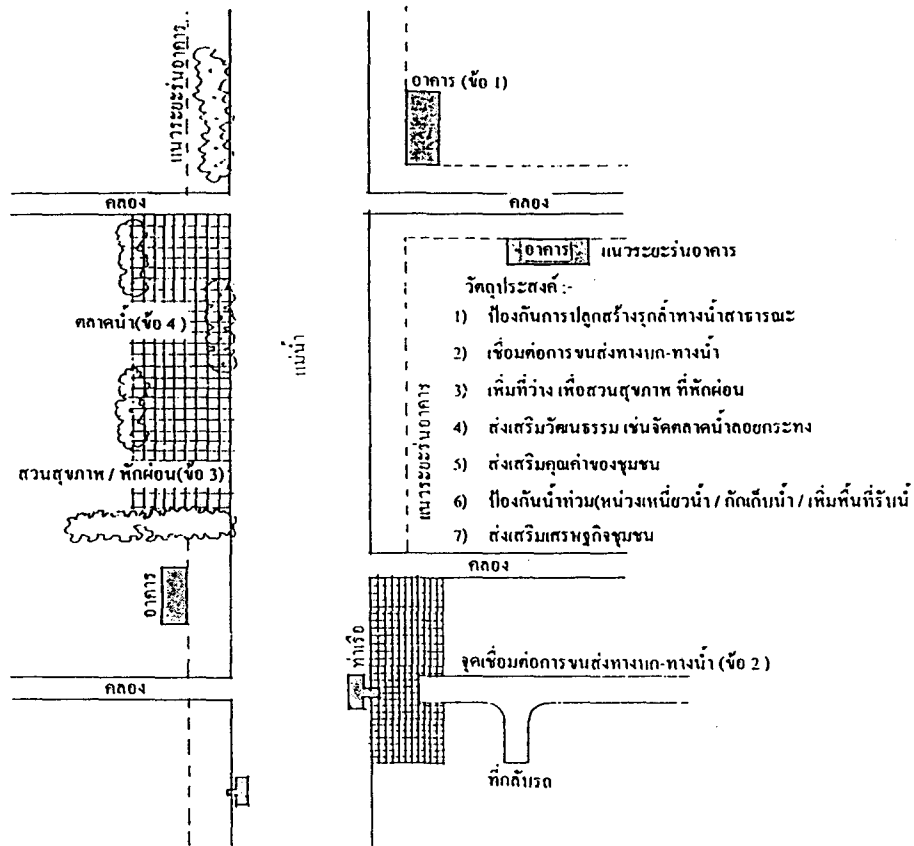 แนวระยะร่นอาคาร
อาคาร (ข้อ 1)
คลอง
คลอง
อาคาร
แนวระยะร่นอาคาร
วัตถุประสงค์ :-
1) ป้องกันการปลูกสร้างรุกล้ำทางน้ำสาธารณะ
2) เชื่อมต่อการขนส่งทางบก-ทางน้ำ
3) เพิ่มที่ว่าง เพื่อสวนสุขภาพ ที่พักผ่อน
4) ส่งเสริมวัฒนธรรม เช่นจัดตลาดน้ำลอยกระทง
5) ส่งเสริมคุณค่าของชุมชน
6) ป้องกันน้ำท่วม(หน่วงเหนี่ยวน้ำ / กักเก็บน้ำ / เพิ่มพื้นที่รับน้
7) ส่งเสริมเศรษฐกิจชุมชน
แนวระยะร่นอาคาร
ตลาดน้ำ(ข้อ 4 )
แม่น้ำ
สวนสุขภาพ / พักผ่อน(ข้อ 3)
คลอง
อาคาร
ท่าเรือ
จุดเชื่อมต่อการขนส่งทางบก-ทางน้ำ (ข้อ 2 )
คลอง
ที่กลับรถ